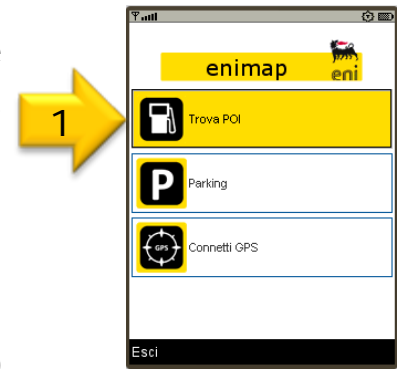 enimap
eni
1
Trova POI
P
Parking
GPS
Connetti GPS
Esci